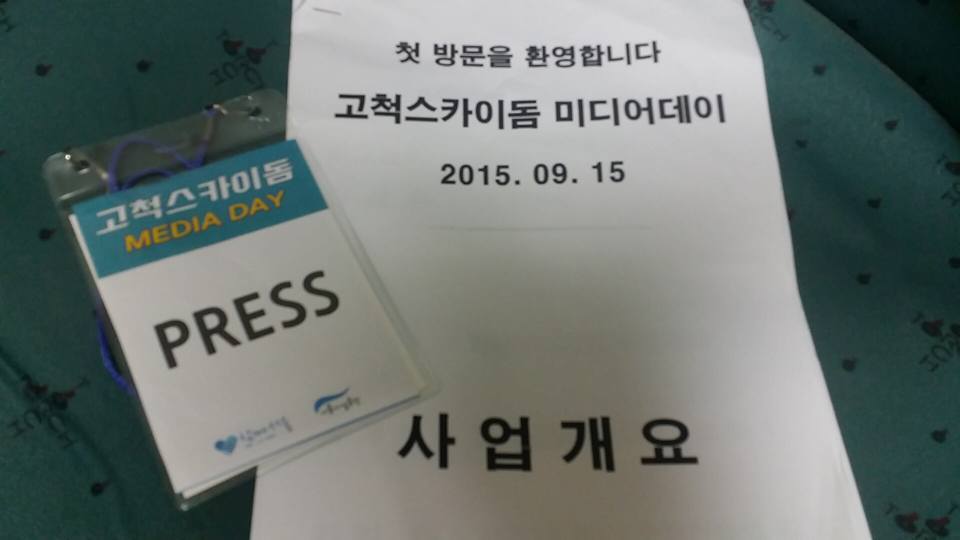 첫 방문을 환영합니다
고척스카이돔 미디어데이
2015. 09. 15
사업개요
고척스카이돔
MEDIA DAY
PRESS